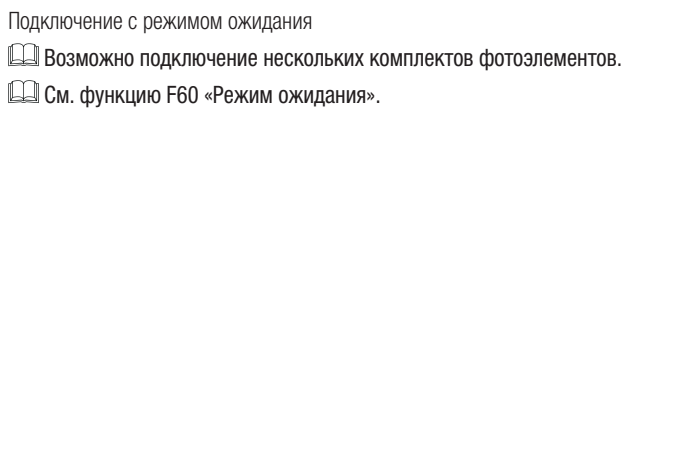 Подключение с режимом ожидания
Возможно подключение нескольких комплектов фотоэлементов.
См. функцию F60 «Режим ожидания».